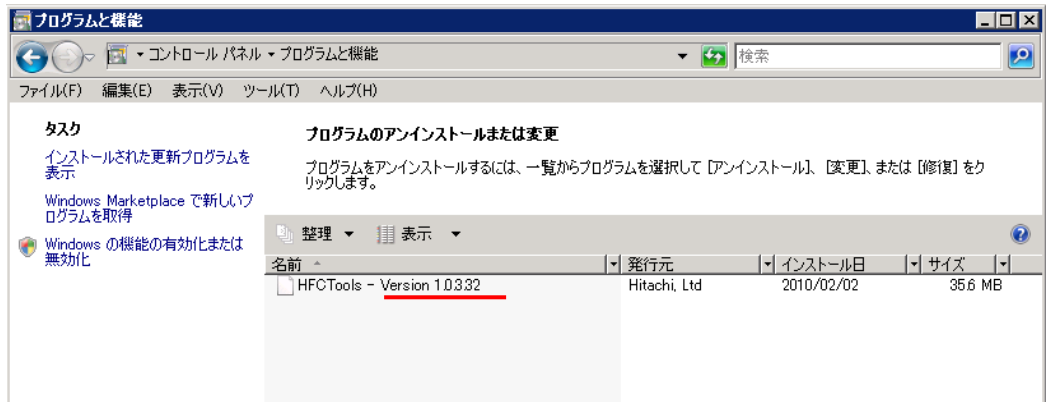 プログラムと機能
コントロール パネル プログラムと機能
検索
ファイル(F) 編集(E) 表示(V) ツール(T) ヘルプ(H)
タスク
インストールされた更新プログラムを
表示
Windows Marketplace で新しいプ
ログラムを取得
Windows の機能の有効化または
無効化
プログラムのアンインストールまたは変更
プログラムをアンインストールするには、一覧からプログラムを選択して [アンインストール]、[変更]、または [修復] をク
リックします。
整理 表示
名前 発行元 インストール日 サイズ
HFCTools - Version 1.0.3.32 Hitachi, Ltd 2010/02/02 35.6 MB